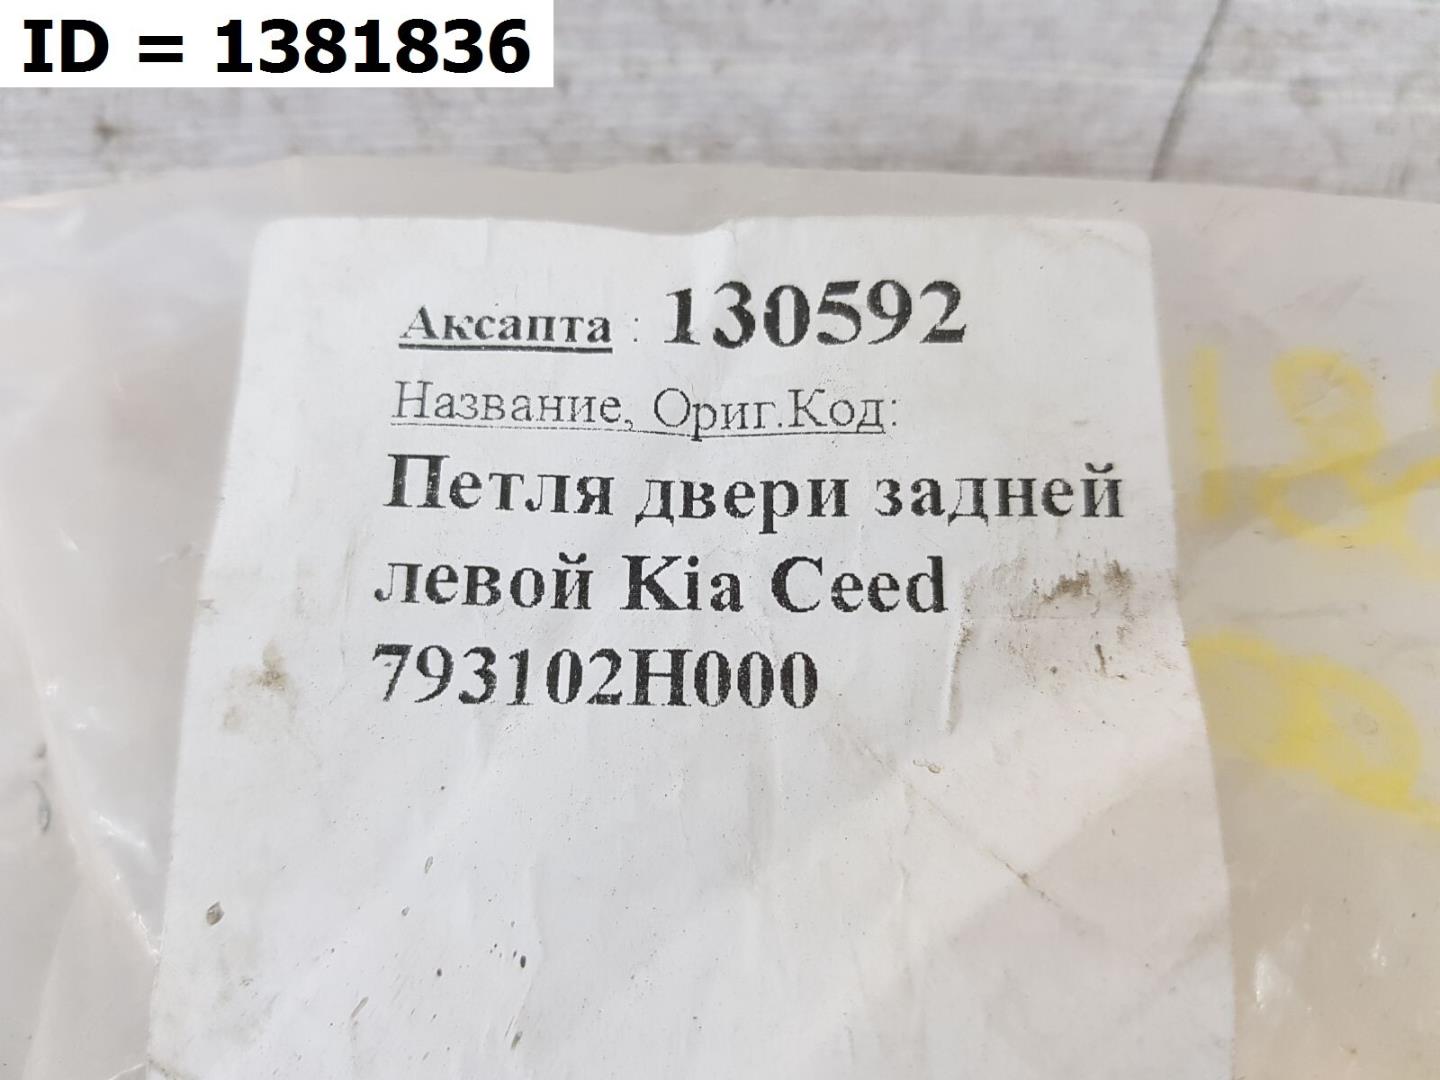 ID = 1381836
Аксапта : 130592
Название, Ориг.Код:
Петля двери задней
левой Kia Ceed
793102H000